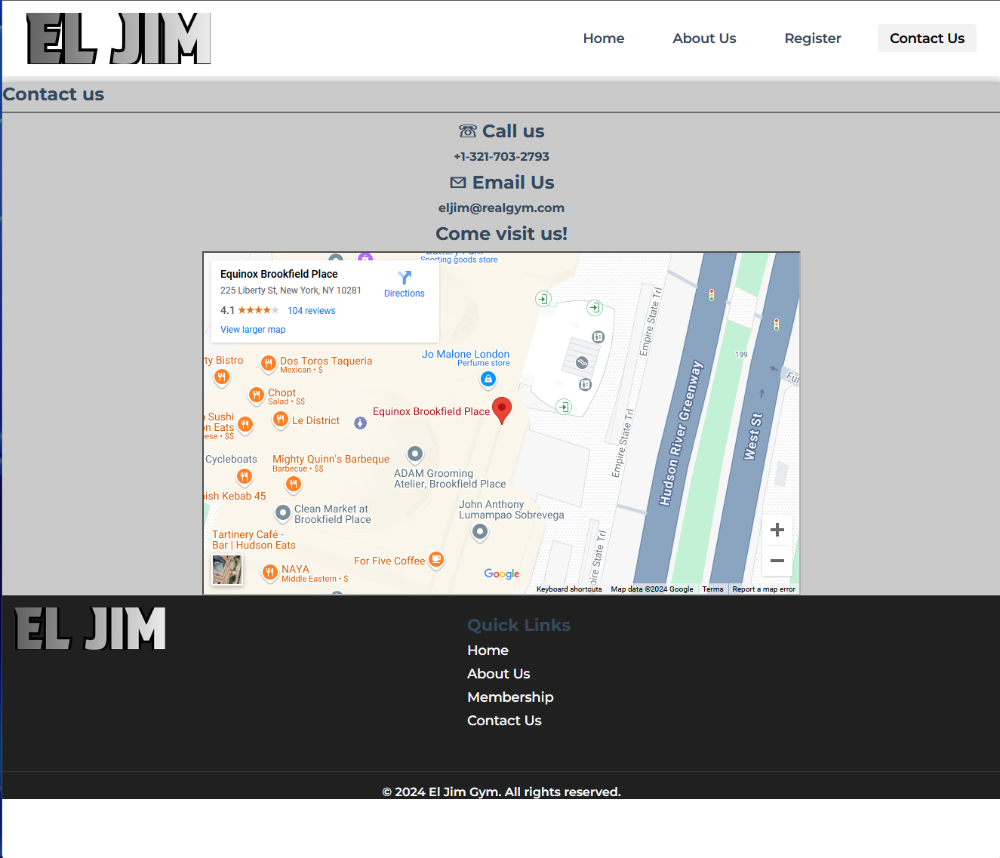 EL JIM
Home
About Us
Register
Contact Us
Contact us
☏ Call us
+1-321-703-2793
✉ Email Us
eljim@realgym.com
Come visit us!
Sporting goods store
Equinox Brookfield Place
225 Liberty St, New York, NY 10281
4.1 ★★★★★ 104 reviews
View larger map
Directions
Empire State Trl
Jo Malone London
Perfume store
199
ty Bistro
Dos Toros Taqueria
Mexican • $
Chopt
Salad • $$
Sushi
on Eats
ese • $$
Le District
Equinox Brookfield Place
Hudson River Greenway
West St
Empire State Trl
Cycleboats
Mighty Quinn's Barbeque
Barbecue • $$
ADAM Grooming
Atelier, Brookfield Place
ish Kebab 45
Clean Market at
Brookfield Place
John Anthony
Lumampao Sobrevega
Tartinery Café -
Bar | Hudson Eats
For Five Coffee
NAYA
Middle Eastern • $
pire State Trl
Google
Keyboard shortcuts
Map data ©2024 Google
Terms
Report a map error
EL JIM
Quick Links
Home
About Us
Membership
Contact Us
© 2024 El Jim Gym. All rights reserved.